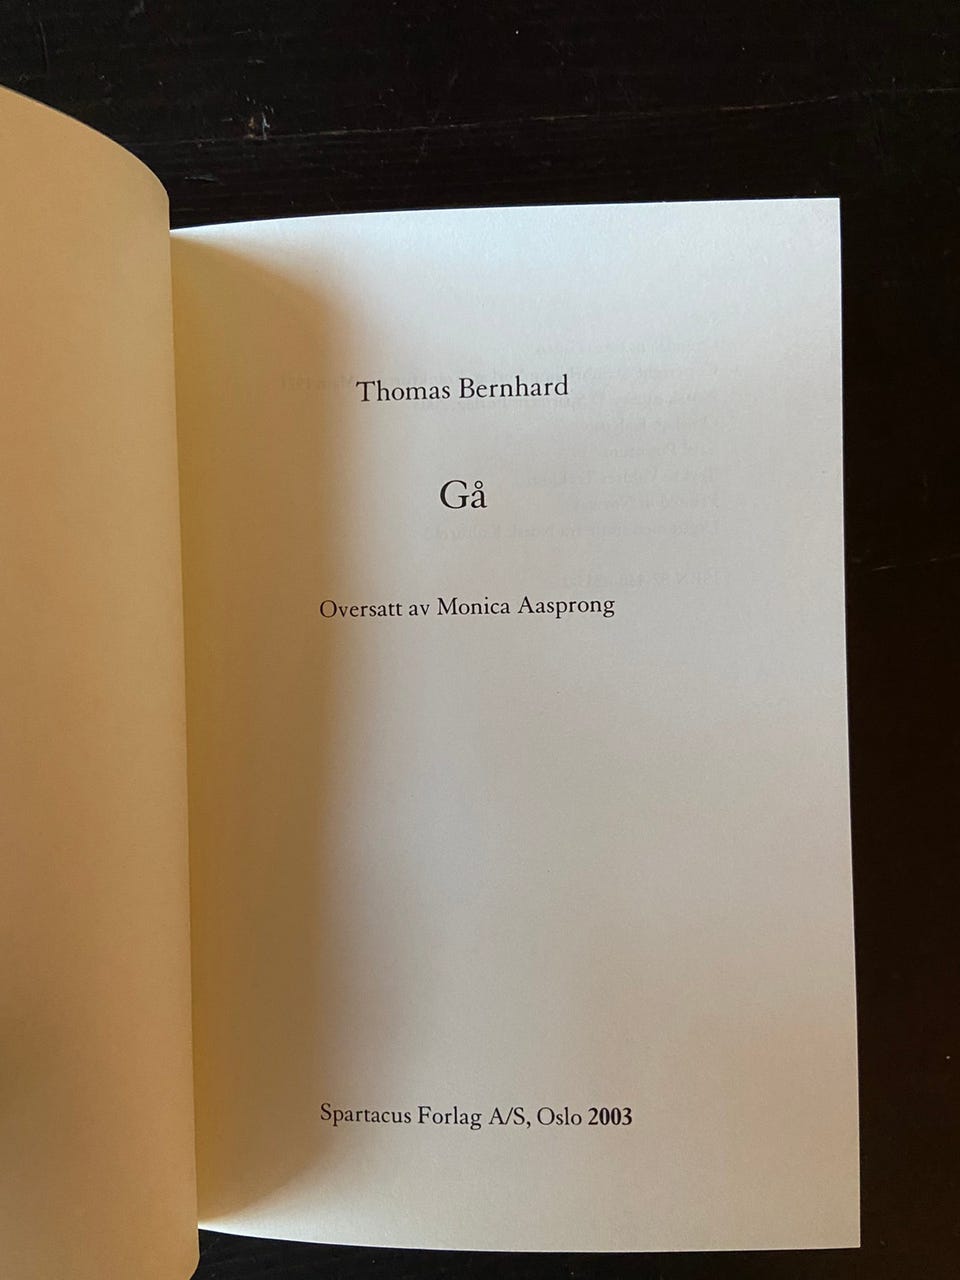 Thomas Bernhard
Gå
Oversatt av Monica Aasprong
Spartacus Forlag A/S, Oslo 2003